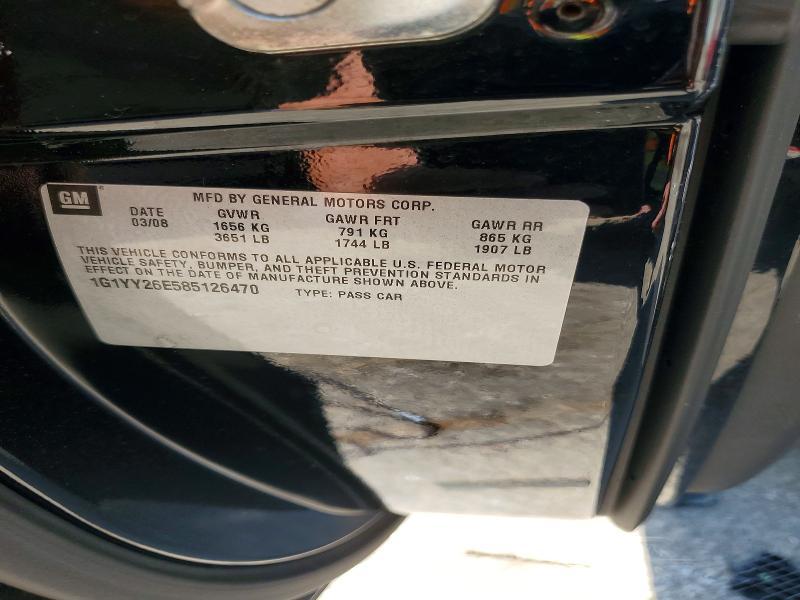 GM
MFD BY GENERAL MOTORS CORP.
DATE GVWR GAWR FRT GAWR RR
03/08 1656 KG 791 KG 865 KG
3651 LB 1744 LB 1907 LB
THIS VEHICLE CONFORMS TO ALL APPLICABLE U.S. FEDERAL MOTOR
VEHICLE SAFETY, BUMPER, AND THEFT PREVENTION STANDARDS IN
EFFECT ON THE DATE OF MANUFACTURE SHOWN ABOVE.
1G1YY26E585126470 TYPE: PASS CAR